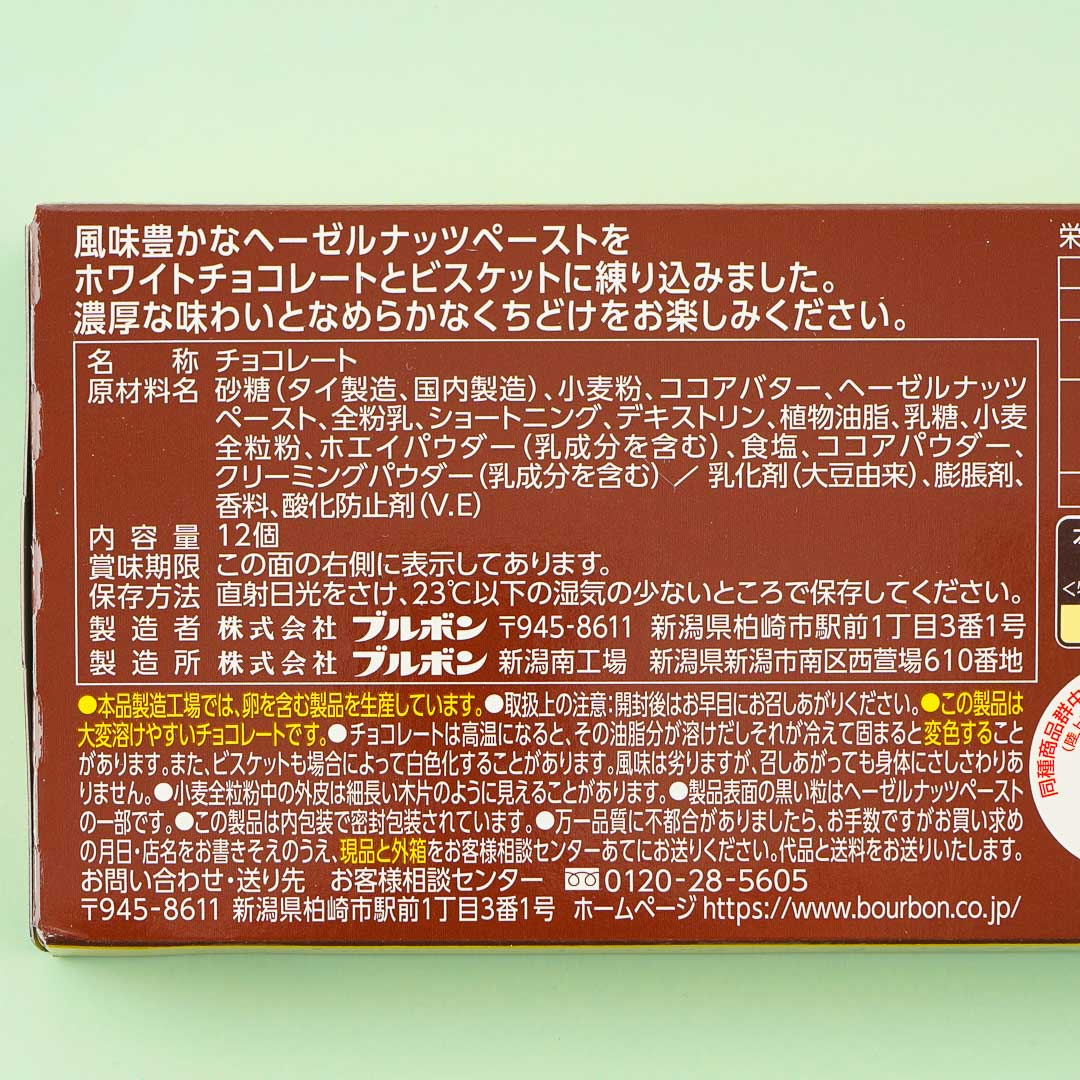 風味豊かなヘーゼルナッツペーストを
ホワイトチョコレートとビスケットに練り込みました。
濃厚な味わいとなめらかなくちどけをお楽しみください。
名称 チョコレート
原材料名 砂糖(タイ製造、国内製造)、小麦粉、ココアバター、ヘーゼルナッツ
ペースト、全粉乳、ショートニング、デキストリン、植物油脂、乳糖、小麦
全粒粉、ホエイパウダー(乳成分を含む)、食塩、ココアパウダー、
クリーミングパウダー(乳成分を含む)/乳化剤(大豆由来)、膨脹剤、
香料、酸化防止剤(V.E)
内容量 12個
賞味期限 この面の右側に表示してあります。
保存方法 直射日光をさけ、23℃以下の湿気の少ないところで保存してください。
製造者 株式会社 ブルボン 〒945-8611 新潟県柏崎市駅前1丁目3番1号
製造所 株式会社 ブルボン 新潟南工場 新潟県新潟市南区西萱場610番地
●本品製造工場では、卵を含む製品を生産しています。●取扱上の注意:開封後はお早目にお召しあがりください。●この製品は
大変溶けやすいチョコレートです。●チョコレートは高温になると、その油脂分が溶けだしそれが冷えて固まると変色すること
があります。また、ビスケットも場合によって白色化することがあります。風味は劣りますが、召しあがっても身体にさしさわりあ
りません。●小麦全粒粉中の外皮は細長い木片のように見えることがあります。●製品表面の黒い粒はヘーゼルナッツペースト
の一部です。●この製品は内包装で密封包装されています。●万一品質に不都合がありましたら、お手数ですがお買い求め
の月日・店名をお書きそえのうえ、現品と外箱をお客様相談センターあてにお送りください。代品と送料をお送りいたします。
お問い合わせ・送り先 お客様相談センター 0120-28-5605
〒945-8611 新潟県柏崎市駅前1丁目3番1号 ホームページ https://www.bourbon.co.jp/
栄
同種商品群中
(陸上